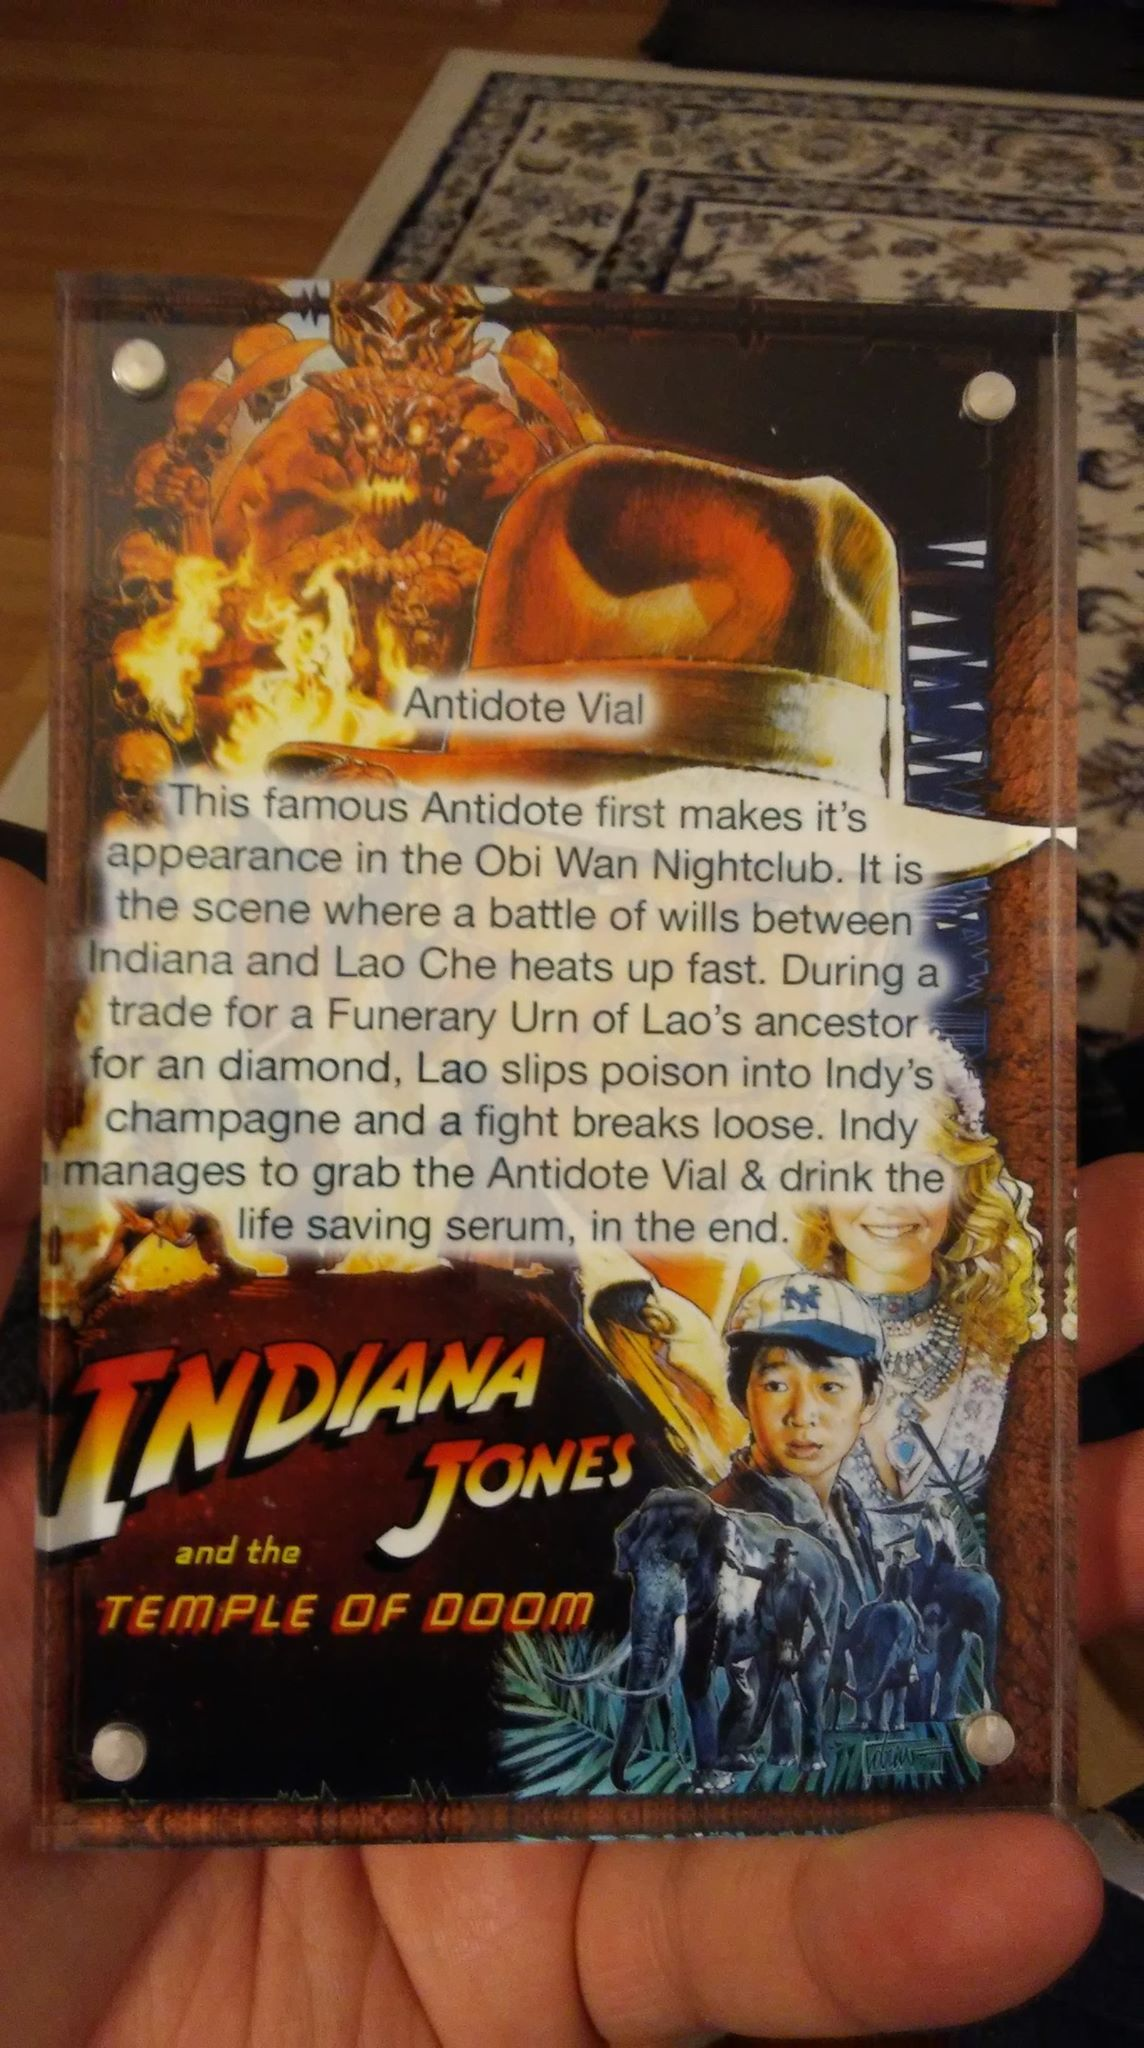 Antidote Vial
This famous Antidote first makes it's
appearance in the Obi Wan Nightclub. It is
the scene where a battle of wills between
Indiana and Lao Che heats up fast. During a
trade for a Funerary Urn of Lao's ancestor
for an diamond, Lao slips poison into Indy's
champagne and a fight breaks loose. Indy
manages to grab the Antidote Vial & drink the
life saving serum, in the end.
INDIANA
JONES
and the
TEMPLE OF DOOM
NY